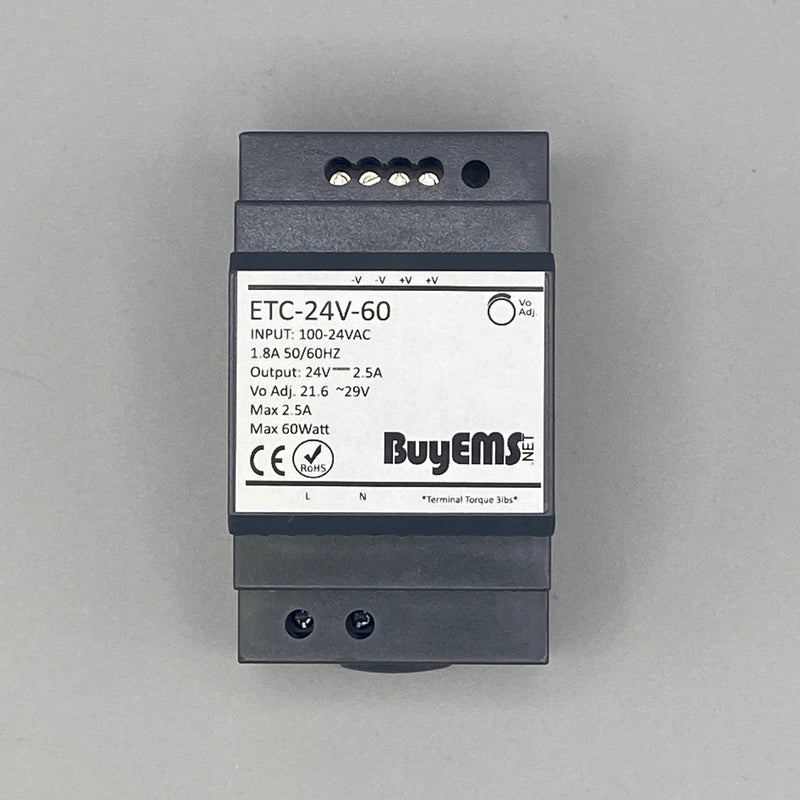 -V -V +V +V
ETC-24V-60
Vo
Adj.
INPUT: 100-24VAC
1.8A 50/60HZ
Output: 24V⎓2.5A
Vo Adj. 21.6 ~29V
Max 2.5A
Max 60Watt
CE RoHS
BuyEMS.NET
L N *Terminal Torque 3lbs*